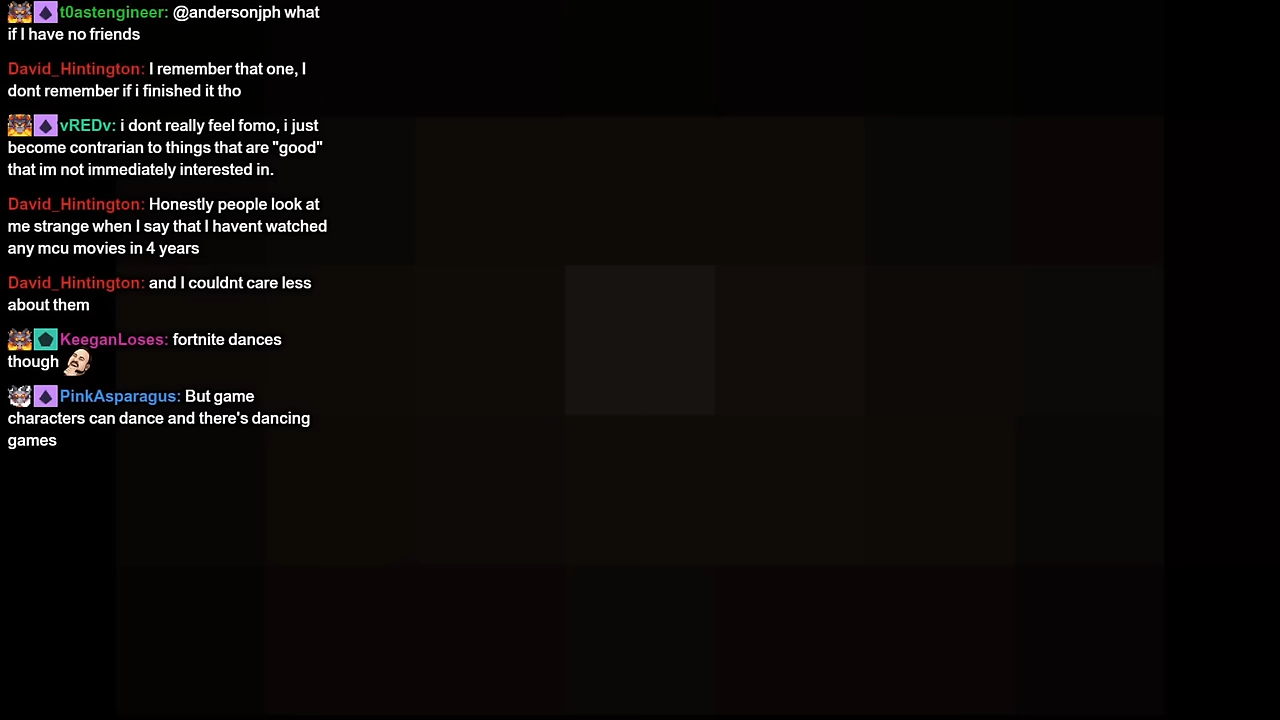 t0astengineer: @andersonjph what
if I have no friends
David_Hintington: I remember that one, I
dont remember if i finished it tho
vREDv: i dont really feel fomo, i just
become contrarian to things that are "good"
that im not immediately interested in.
David_Hintington: Honestly people look at
me strange when I say that I havent watched
any mcu movies in 4 years
David_Hintington: and I couldnt care less
about them
KeeganLoses: fortnite dances
though
PinkAsparagus: But game
characters can dance and there's dancing
games